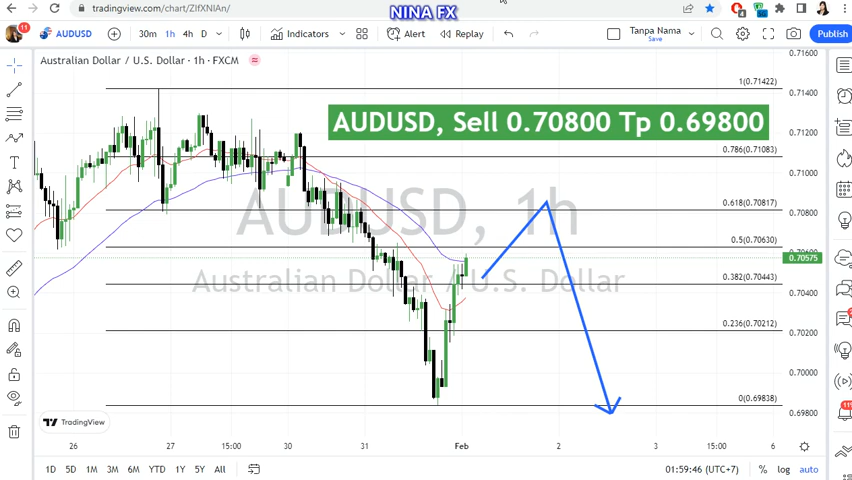 tradingview.com/chart/ZIfXNIAn/
NINA FX
11
AUDUSD
30m 1h 4h D
Indicators
Alert
Replay
Tanpa Nama
Save
Publish
Australian Dollar / U.S. Dollar · 1h · FXCM
AUDUSD, Sell 0.70800 Tp 0.69800
AUDUSD, 1h
Australian Dollar / U.S. Dollar
1(0.71422)
0.786(0.71083)
0.618(0.70817)
0.5(0.70630)
0.382(0.70443)
0.236(0.70212)
0(0.69838)
0.71600
0.71400
0.71200
0.71000
0.70800
0.70600
0.70575
0.70400
0.70200
0.70000
0.69800
TradingView
26 27 15:00 30 31 Feb 2 3 15:00 6
1D 5D 1M 3M 6M YTD 1Y 5Y All
01:59:46 (UTC+7)
% log auto